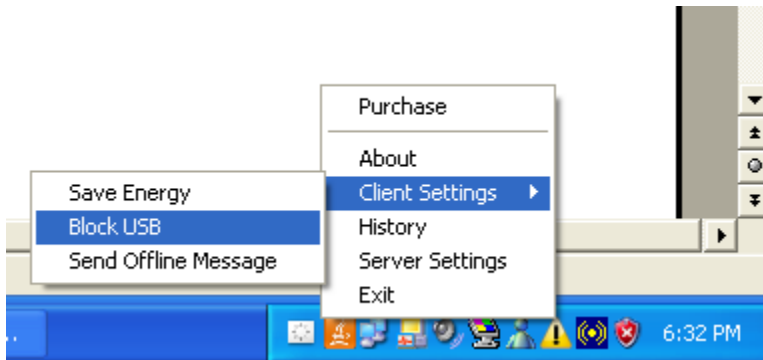 Purchase
About
Client Settings
History
Server Settings
Exit
Save Energy
Block USB
Send Offline Message
..
6:32 PM